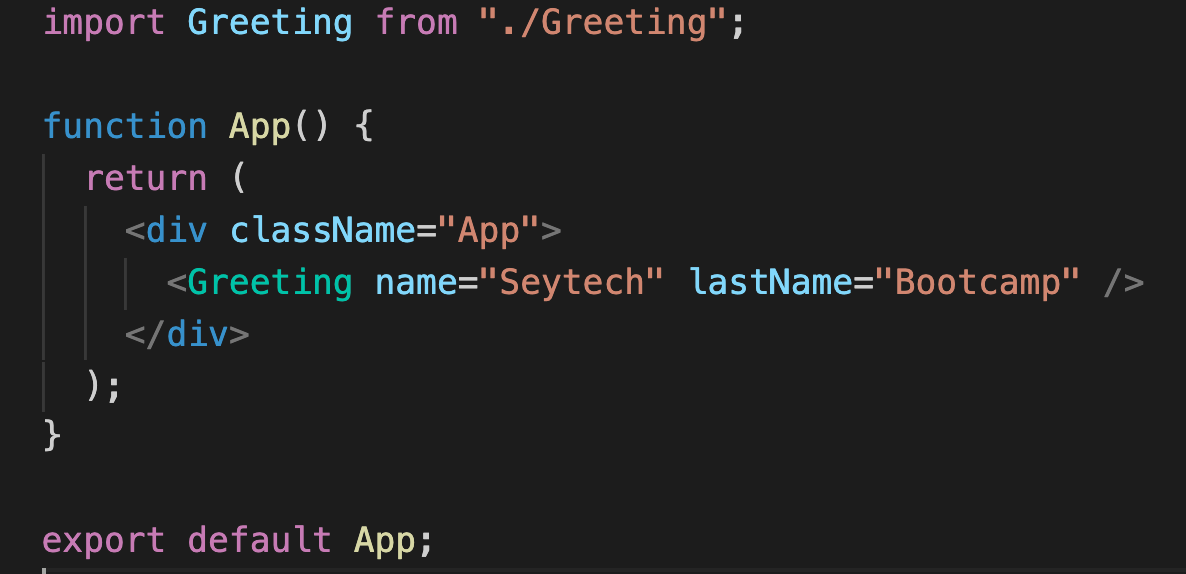 import Greeting from "./Greeting";
function App() {
return (
<div className="App">
<Greeting name="Seytech" lastName="Bootcamp" />
</div>
);
}
export default App;